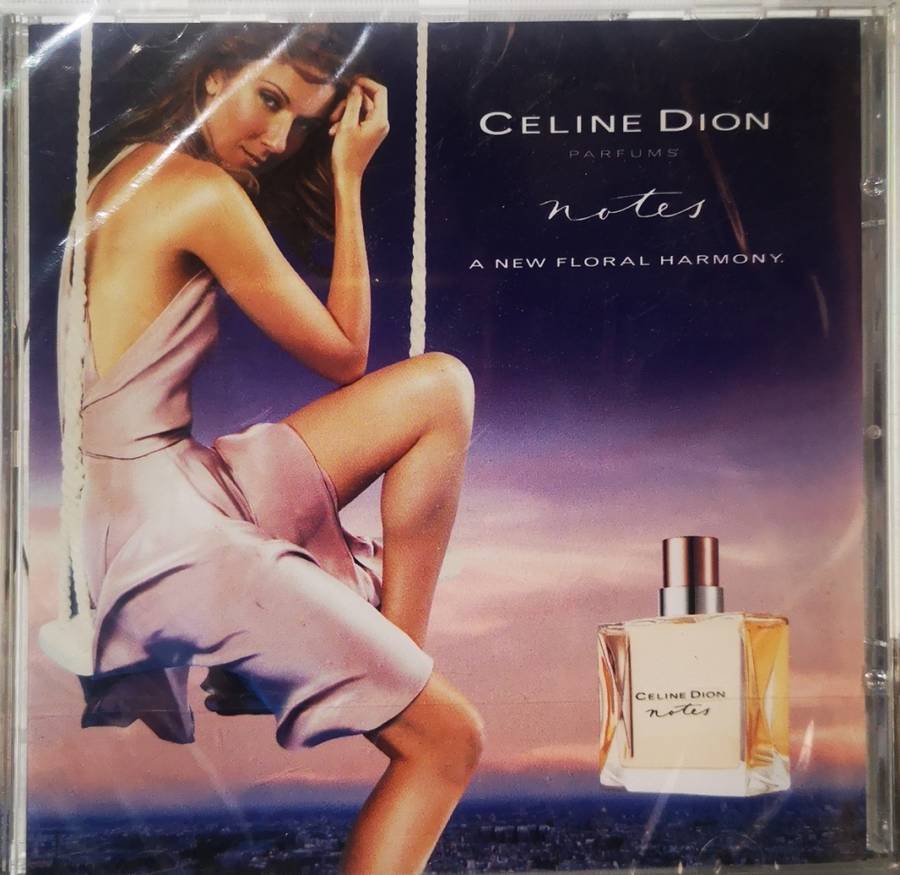 CELINE DION
PARFUMS
notes
A NEW FLORAL HARMONY.
CELINE DION
notes